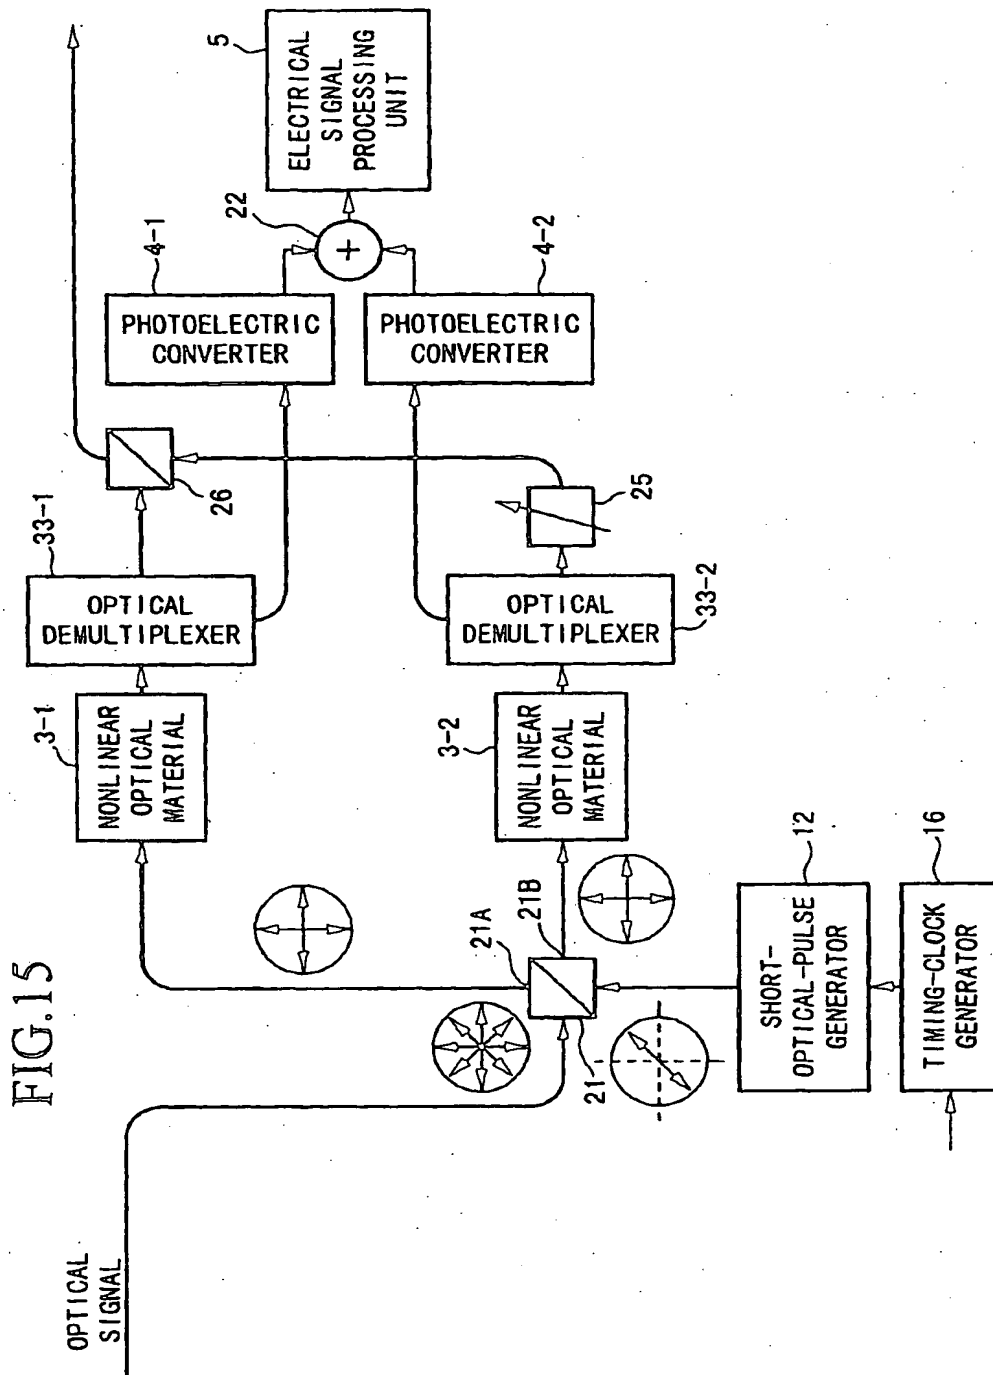 FIG.15
OPTICAL
SIGNAL
21
21A
21B
SHORT-
OPTICAL-PULSE
GENERATOR
12
TIMING-CLOCK
GENERATOR
16
3-1
NONLINEAR
OPTICAL
MATERIAL
3-2
NONLINEAR
OPTICAL
MATERIAL
33-1
OPTICAL
DEMULTIPLEXER
OPTICAL
DEMULTIPLEXER
33-2
26
25
4-1
PHOTOELECTRIC
CONVERTER
PHOTOELECTRIC
CONVERTER
4-2
22
+
5
ELECTRICAL
SIGNAL
PROCESSING
UNIT